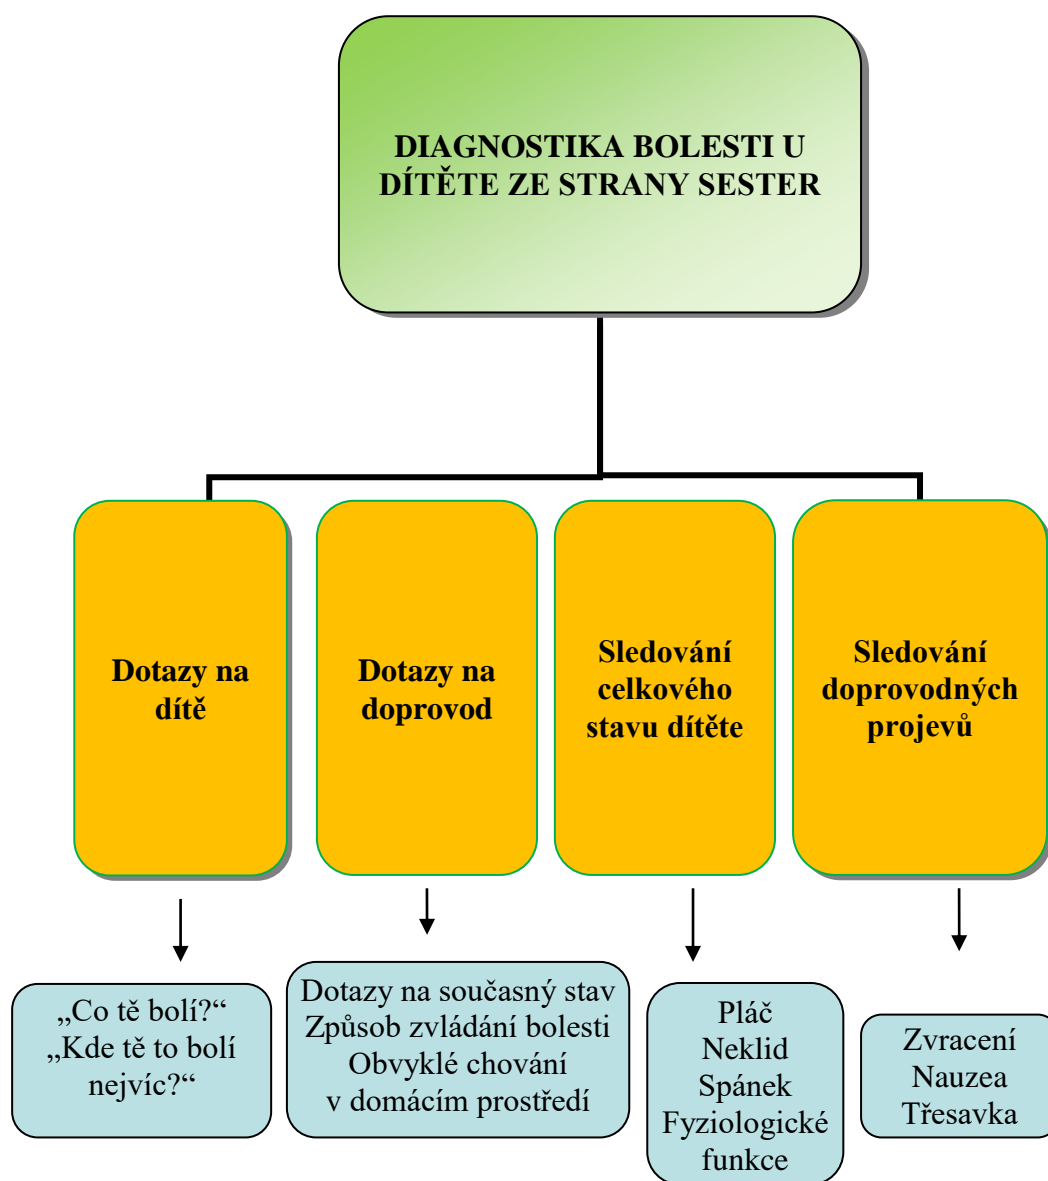 DIAGNOSTIKA BOLESTI U
DÍTĚTE ZE STRANY SESTER
Dotazy na
dítě
Dotazy na
doprovod
Sledování
celkového
stavu dítěte
Sledování
doprovodných
projevů
„Co tě bolí?“
„Kde tě to bolí
nejvíc?“
Dotazy na současný stav
Způsob zvládání bolesti
Obvyklé chování
v domácím prostředí
Pláč
Neklid
Spánek
Fyziologické
funkce
Zvracení
Nauzea
Třesavka